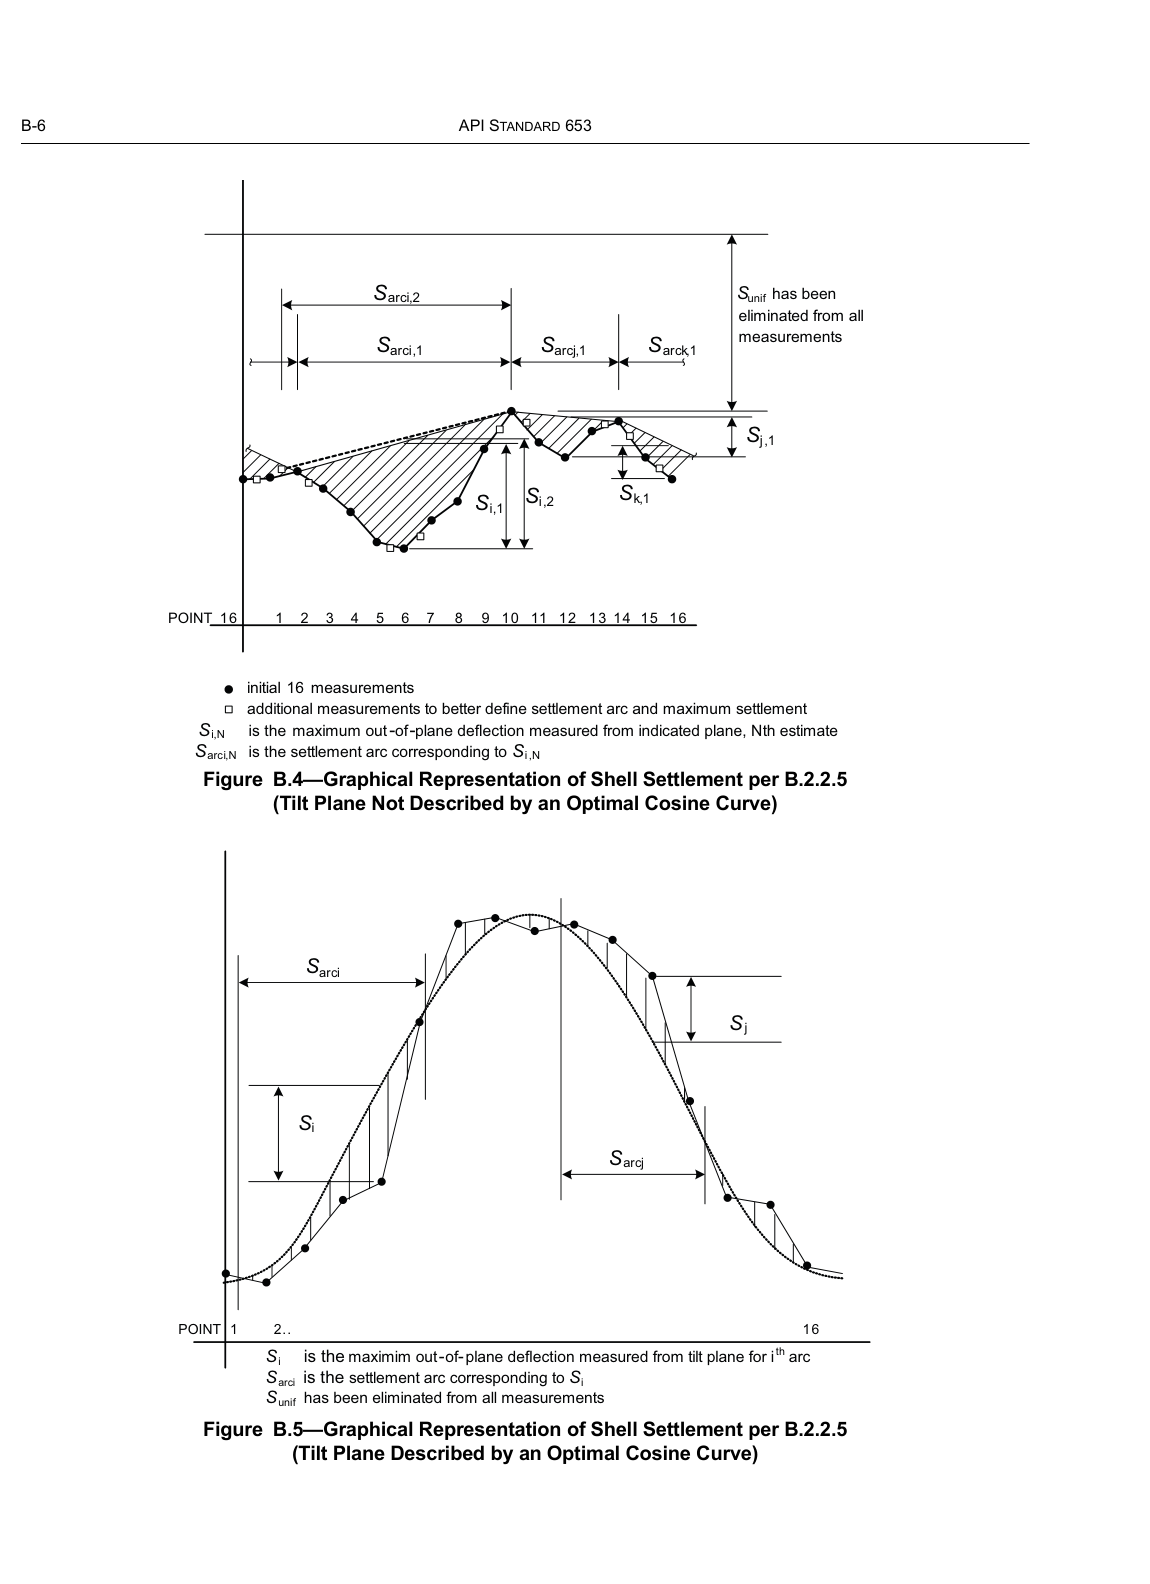 B-6 API STANDARD 653
Sarci,2
Sunif has been
eliminated from all
measurements
Sarci,1 Sarcj,1 Sarck,1
Sj,1
Si,1 Si,2 Sk,1
POINT 16 1 2 3 4 5 6 7 8 9 10 11 12 13 14 15 16
initial 16 measurements
additional measurements to better define settlement arc and maximum settlement
Si,N is the maximum out-of-plane deflection measured from indicated plane, Nth estimate
Sarci,N is the settlement arc corresponding to Si,N
Figure B.4—Graphical Representation of Shell Settlement per B.2.2.5
(Tilt Plane Not Described by an Optimal Cosine Curve)
Sarci
Sj
Si
Sarcj
POINT 1 2.. 16
Si is the maximim out-of-plane deflection measured from tilt plane for ith arc
Sarci is the settlement arc corresponding to Si
Sunif has been eliminated from all measurements
Figure B.5—Graphical Representation of Shell Settlement per B.2.2.5
(Tilt Plane Described by an Optimal Cosine Curve)